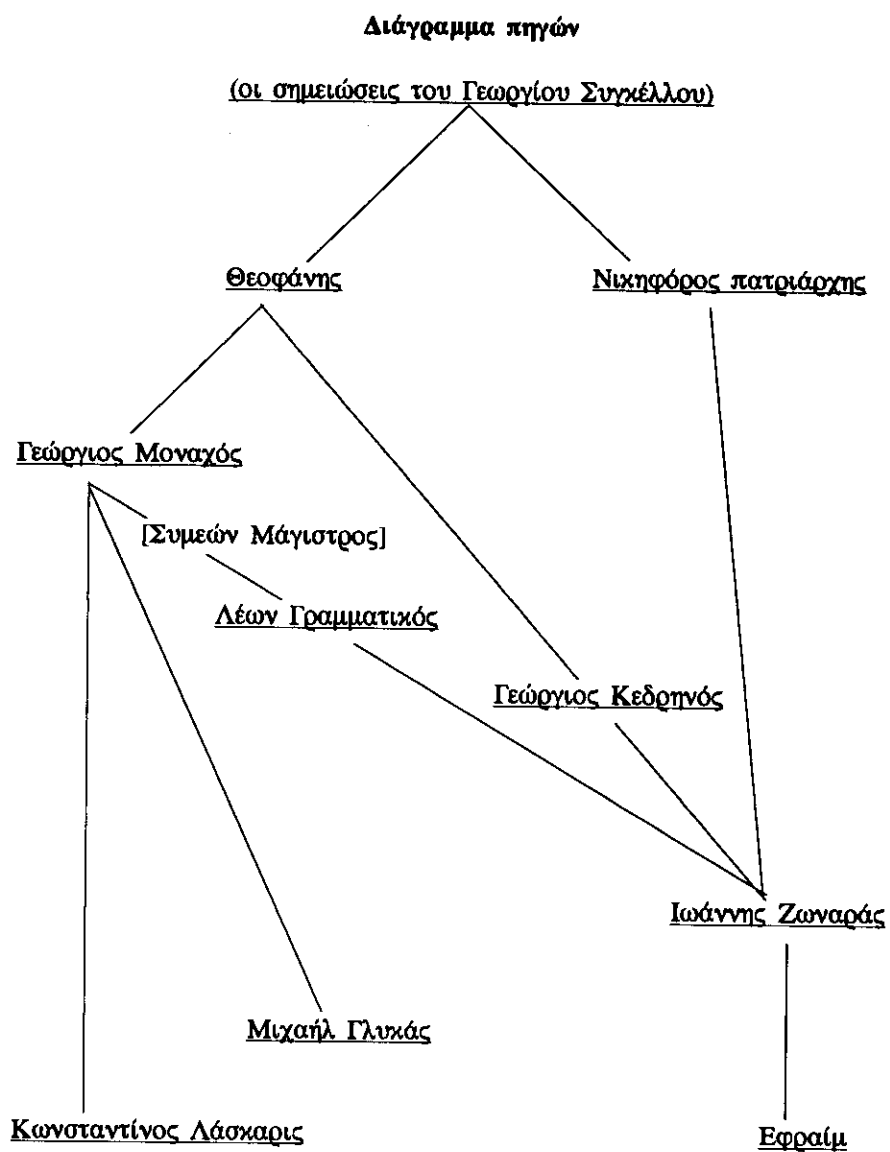 Διάγραμμα πηγών
(οι σημειώσεις του Γεωργίου Συγκέλλου)
Θεοφάνης
Νικηφόρος πατριάρχης
Γεώργιος Μοναχός
[Συμεών Μάγιστρος]
Λέων Γραμματικός
Γεώργιος Κεδρηνός
Ιωάννης Ζωναράς
Μιχαήλ Γλυκάς
Κωνσταντίνος Λάσκαρις
Εφραίμ